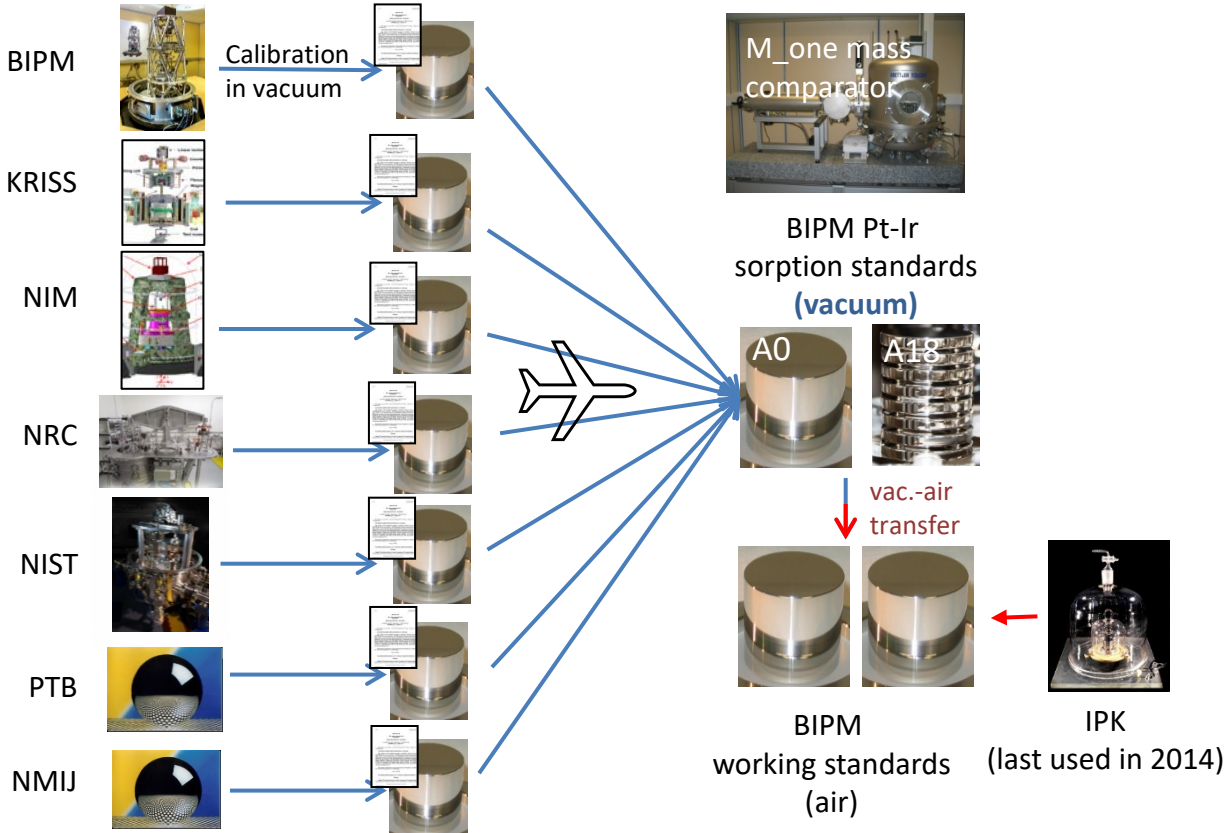 BIPM
Calibration
in vacuum
KRISS
NIM
NRC
NIST
PTB
NMIJ
M_one mass
comparator
BIPM Pt-Ir
sorption standards
(vacuum)
A0
A18
vac.-air
transfer
BIPM
working standards
(air)
IPK
(last used in 2014)